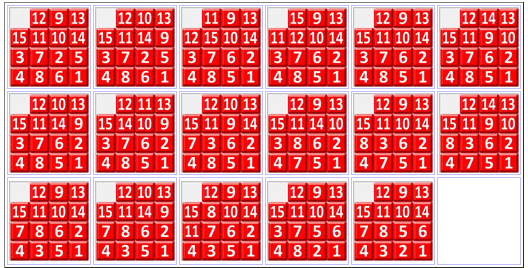 12 9 13 12 10 13 11 9 13 15 9 13 12 9 13 12 14 13
15 11 10 14 15 11 14 9 12 15 10 14 11 12 10 14 15 11 10 14 15 11 9 10
3 7 2 5 3 7 2 5 3 7 6 2 3 7 6 2 3 7 6 2 3 7 6 2
4 8 6 1 4 8 6 1 4 8 5 1 4 8 5 1 4 8 5 1 4 8 5 1
12 10 13 12 11 13 12 10 13 12 9 13 12 9 13 12 14 13
15 11 14 9 15 14 10 9 15 11 9 14 15 11 14 10 15 11 10 14 15 11 9 10
3 7 6 2 3 7 6 2 7 3 6 2 3 8 6 2 8 3 6 2 8 3 6 2
4 8 5 1 4 8 5 1 4 8 5 1 4 7 5 1 4 7 5 1 4 7 5 1
12 9 13 12 10 13 12 9 13 12 9 13 12 9 13
15 11 10 14 15 11 14 9 15 8 10 14 15 11 10 14 15 11 10 14
7 8 6 2 7 8 6 2 11 7 6 2 3 7 5 6 7 8 5 6
4 3 5 1 4 3 5 1 4 3 5 1 4 8 2 1 4 3 2 1